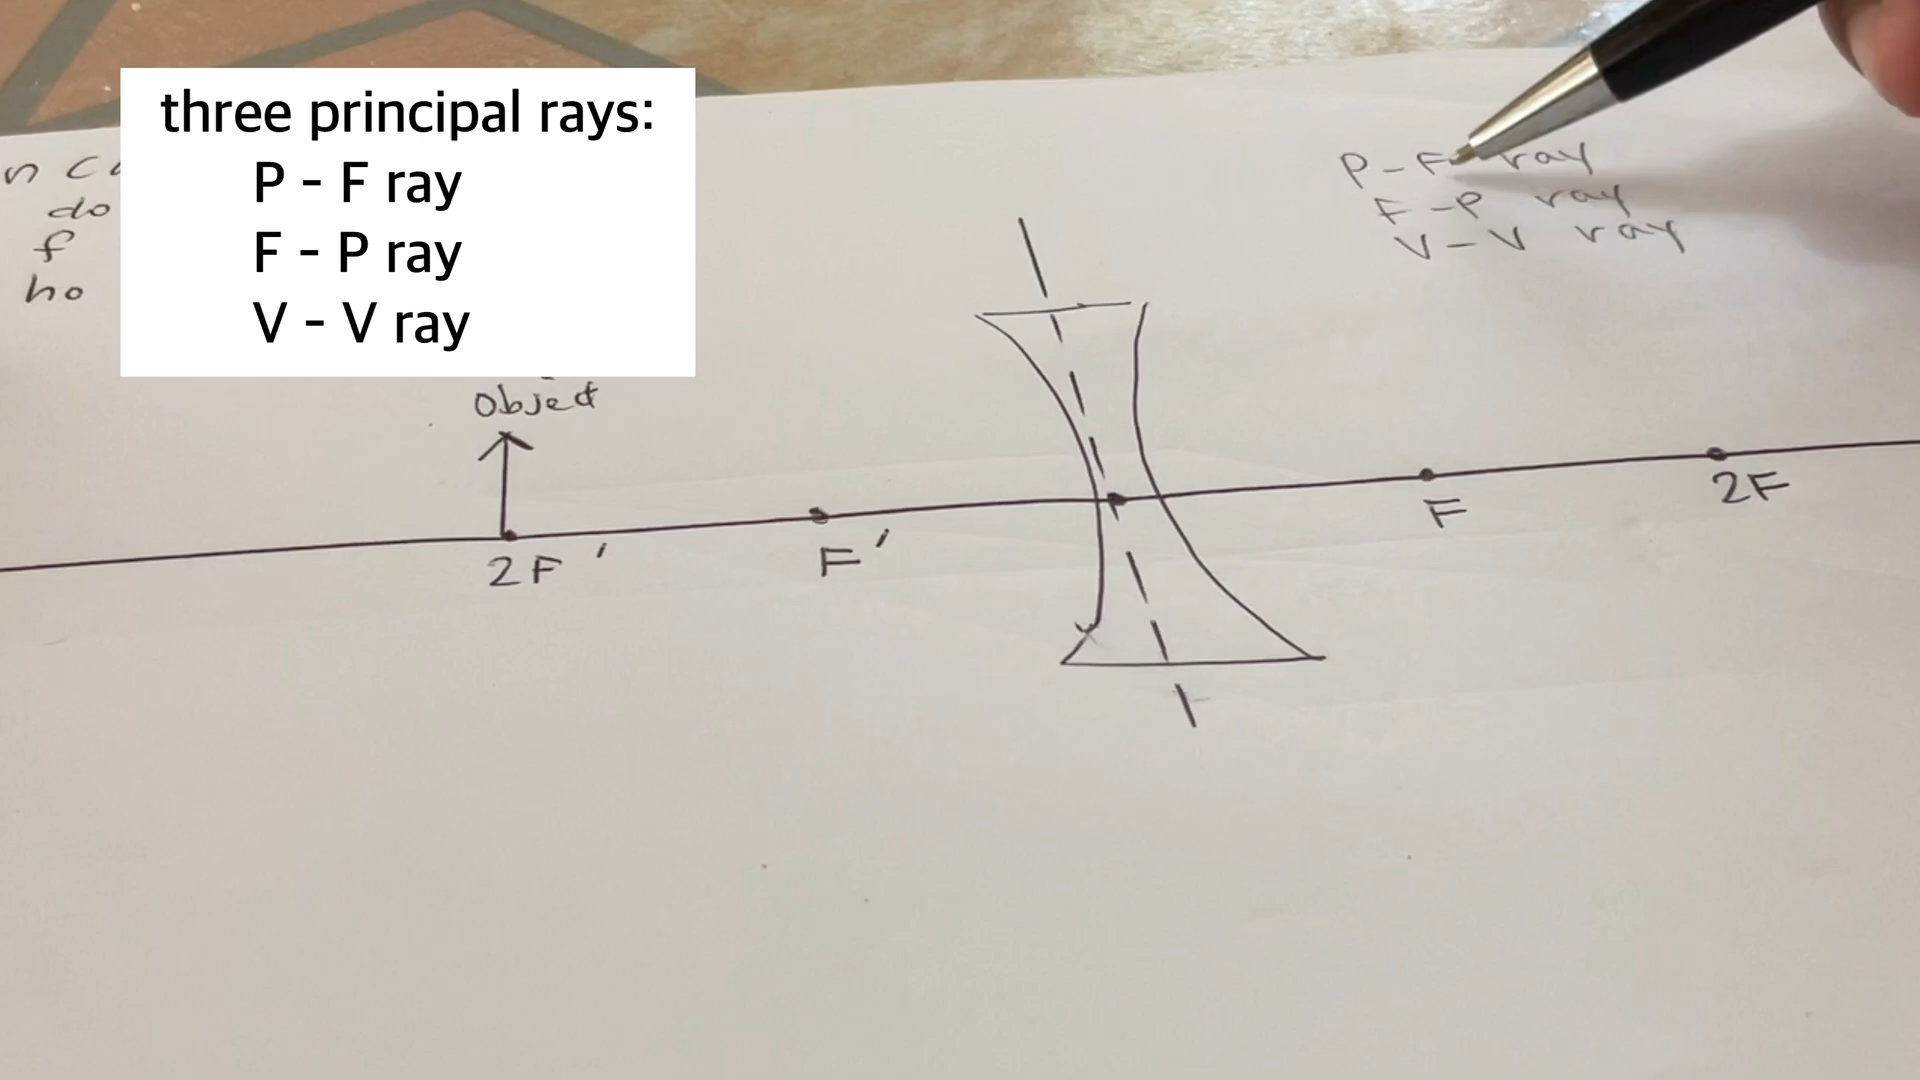 three principal rays:
P - F ray
F - P ray
V - V ray
do
f
ho
P - F ray
F - P ray
V - V ray
Object
2F'
F'
F
2F